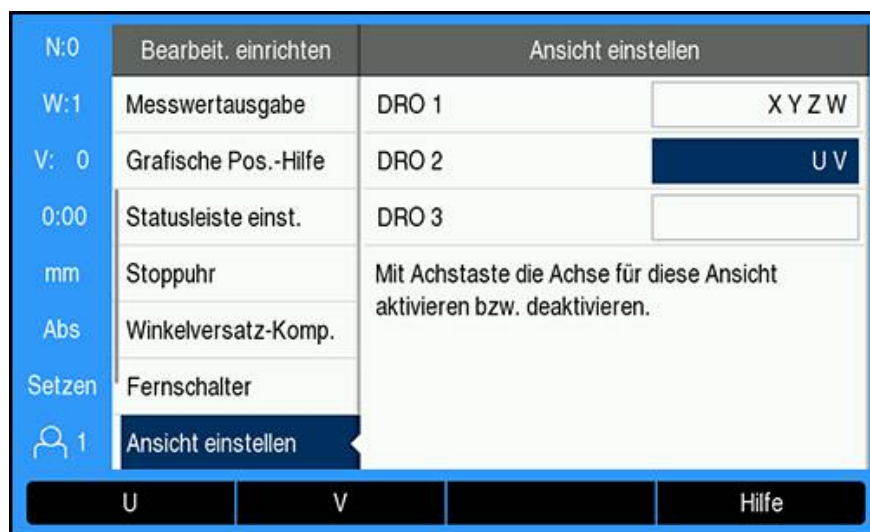 N:0
W:1
V: 0
0:00
mm
Abs
Setzen
1
Bearbeit. einrichten
Messwertausgabe
Grafische Pos.-Hilfe
Statusleiste einst.
Stoppuhr
Winkelversatz-Komp.
Fernschalter
Ansicht einstellen
Ansicht einstellen
DRO 1 X Y Z W
DRO 2 U V
DRO 3
Mit Achstaste die Achse für diese Ansicht
aktivieren bzw. deaktivieren.
U V Hilfe